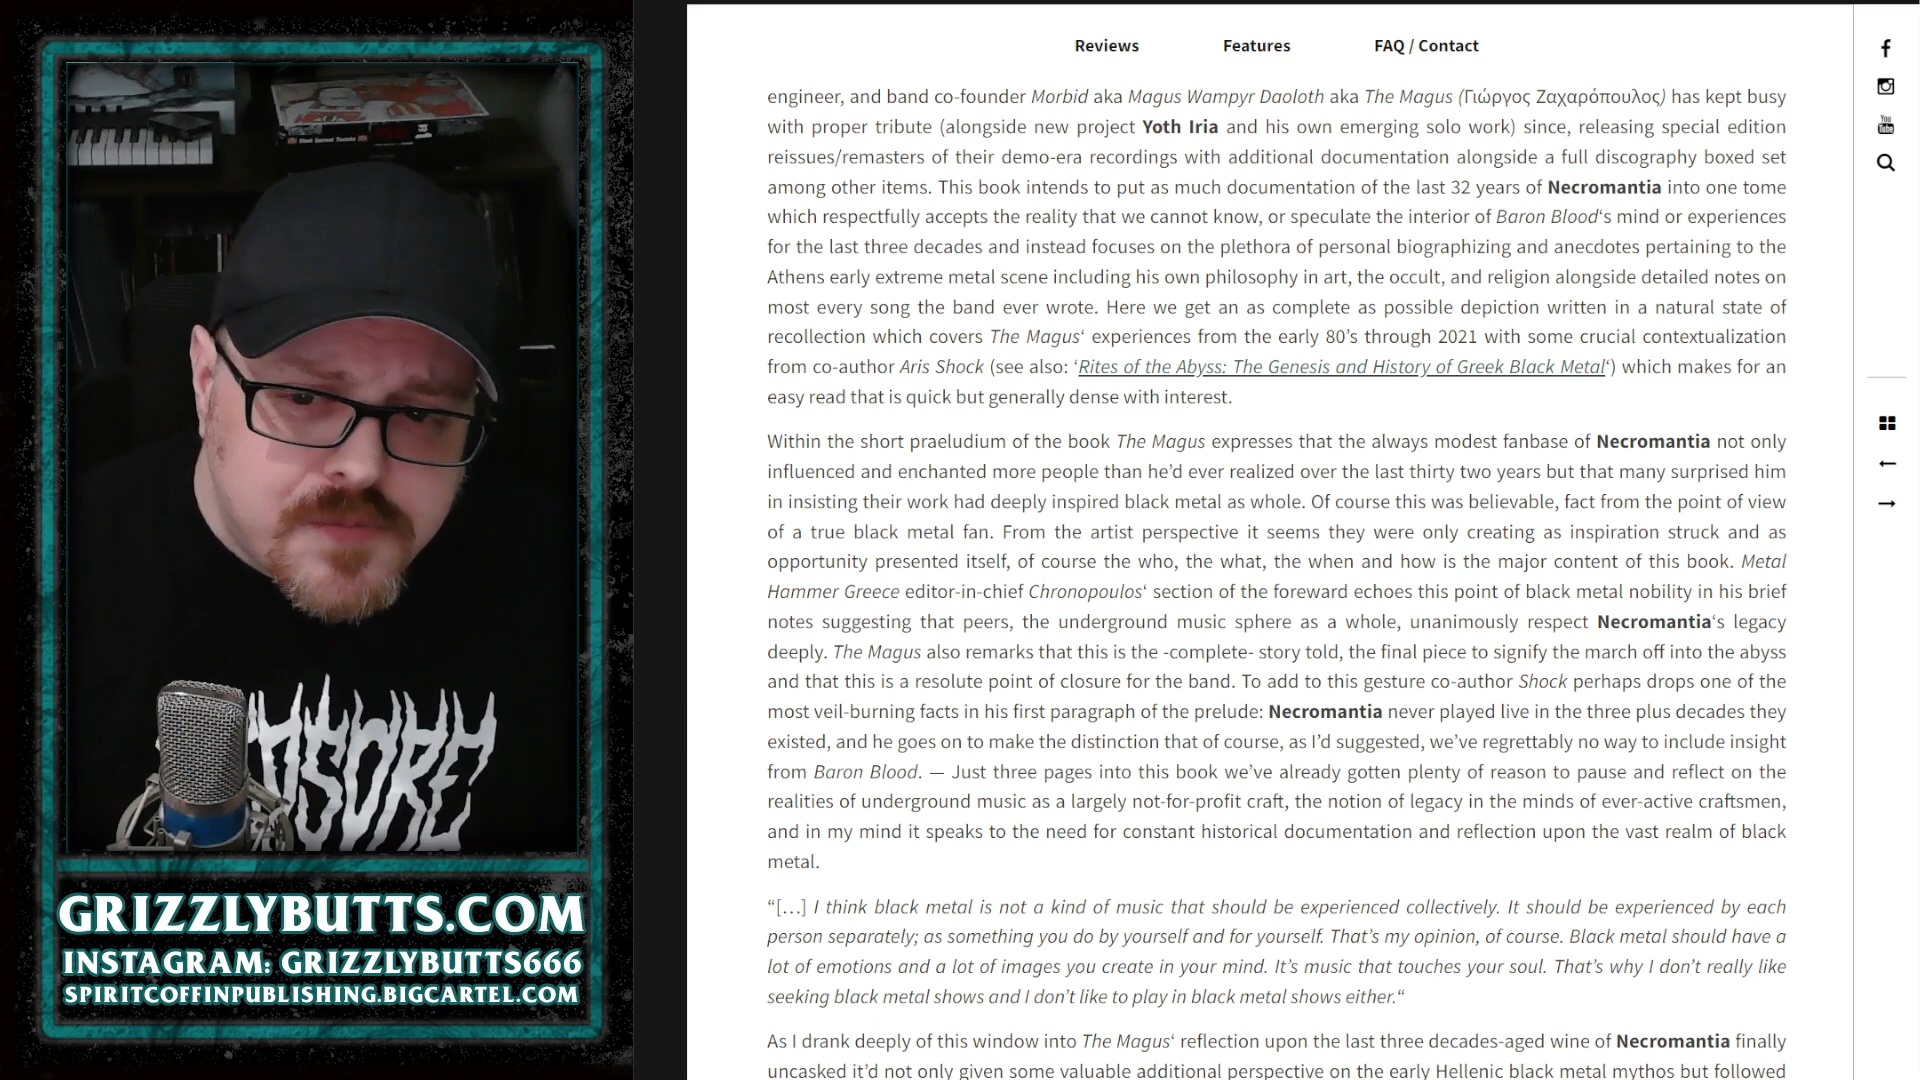 Reviews
Features
FAQ / Contact
engineer, and band co-founder Morbid aka Magus Wampyr Daoloth aka The Magus (Γιώργος Ζαχαρόπουλος) has kept busy
with proper tribute (alongside new project Yoth Iria and his own emerging solo work) since, releasing special edition
reissues/remasters of their demo-era recordings with additional documentation alongside a full discography boxed set
among other items. This book intends to put as much documentation of the last 32 years of Necromantia into one tome
which respectfully accepts the reality that we cannot know, or speculate the interior of Baron Blood‘s mind or experiences
for the last three decades and instead focuses on the plethora of personal biographizing and anecdotes pertaining to the
Athens early extreme metal scene including his own philosophy in art, the occult, and religion alongside detailed notes on
most every song the band ever wrote. Here we get an as complete as possible depiction written in a natural state of
recollection which covers The Magus‘ experiences from the early 80’s through 2021 with some crucial contextualization
from co-author Aris Shock (see also: ‘Rites of the Abyss: The Genesis and History of Greek Black Metal‘) which makes for an
easy read that is quick but generally dense with interest.
Within the short praeludium of the book The Magus expresses that the always modest fanbase of Necromantia not only
influenced and enchanted more people than he’d ever realized over the last thirty two years but that many surprised him
in insisting their work had deeply inspired black metal as whole. Of course this was believable, fact from the point of view
of a true black metal fan. From the artist perspective it seems they were only creating as inspiration struck and as
opportunity presented itself, of course the who, the what, the when and how is the major content of this book. Metal
Hammer Greece editor-in-chief Chronopoulos‘ section of the foreward echoes this point of black metal nobility in his brief
notes suggesting that peers, the underground music sphere as a whole, unanimously respect Necromantia‘s legacy
deeply. The Magus also remarks that this is the -complete- story told, the final piece to signify the march off into the abyss
and that this is a resolute point of closure for the band. To add to this gesture co-author Shock perhaps drops one of the
most veil-burning facts in his first paragraph of the prelude: Necromantia never played live in the three plus decades they
existed, and he goes on to make the distinction that of course, as I’d suggested, we’ve regrettably no way to include insight
from Baron Blood. — Just three pages into this book we’ve already gotten plenty of reason to pause and reflect on the
realities of underground music as a largely not-for-profit craft, the notion of legacy in the minds of ever-active craftsmen,
and in my mind it speaks to the need for constant historical documentation and reflection upon the vast realm of black
metal.
“[…] I think black metal is not a kind of music that should be experienced collectively. It should be experienced by each
person separately; as something you do by yourself and for yourself. That’s my opinion, of course. Black metal should have a
lot of emotions and a lot of images you create in your mind. It’s music that touches your soul. That’s why I don’t really like
seeking black metal shows and I don’t like to play in black metal shows either.“
As I drank deeply of this window into The Magus‘ reflection upon the last three decades-aged wine of Necromantia finally
uncasked it’d not only given some valuable additional perspective on the early Hellenic black metal mythos but followed
You
Tube
GRIZZLYBUTTS.COM
INSTAGRAM: GRIZZLYBUTTS666
SPIRITCOFFINPUBLISHING.BIGCARTEL.COM